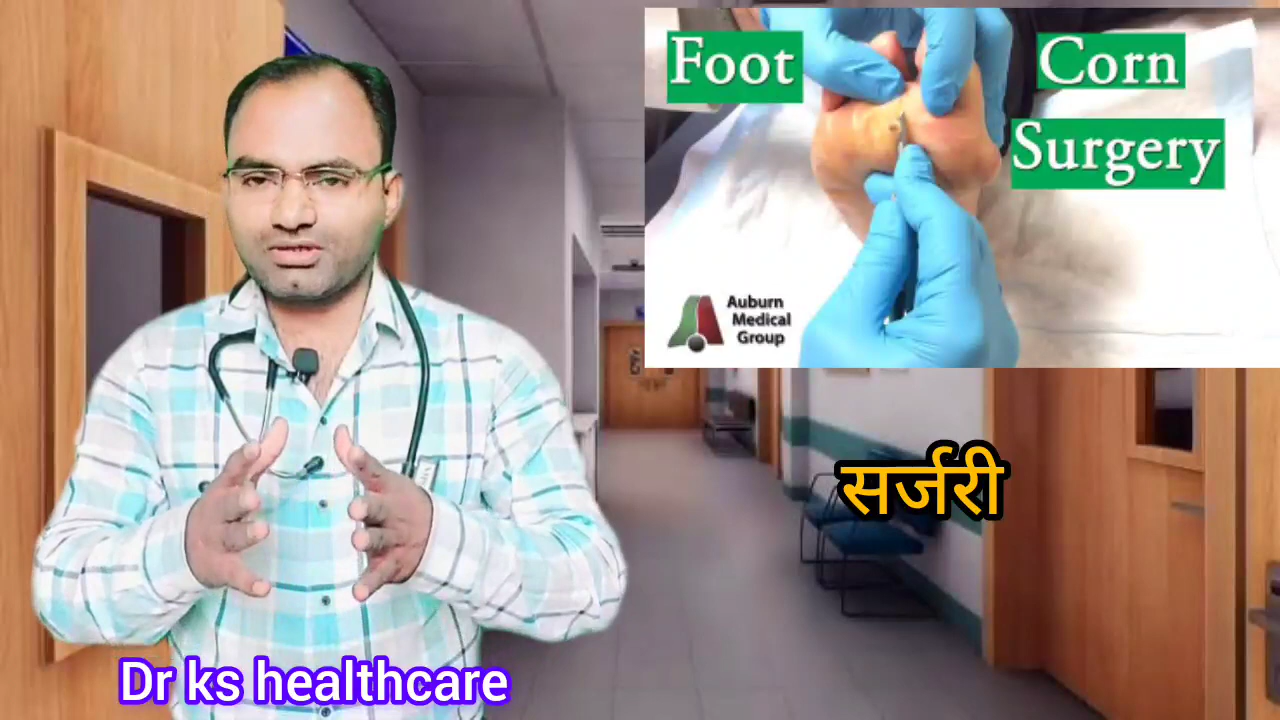 Foot
Corn
Surgery
Auburn
Medical
Group
सर्जरी
Dr ks healthcare